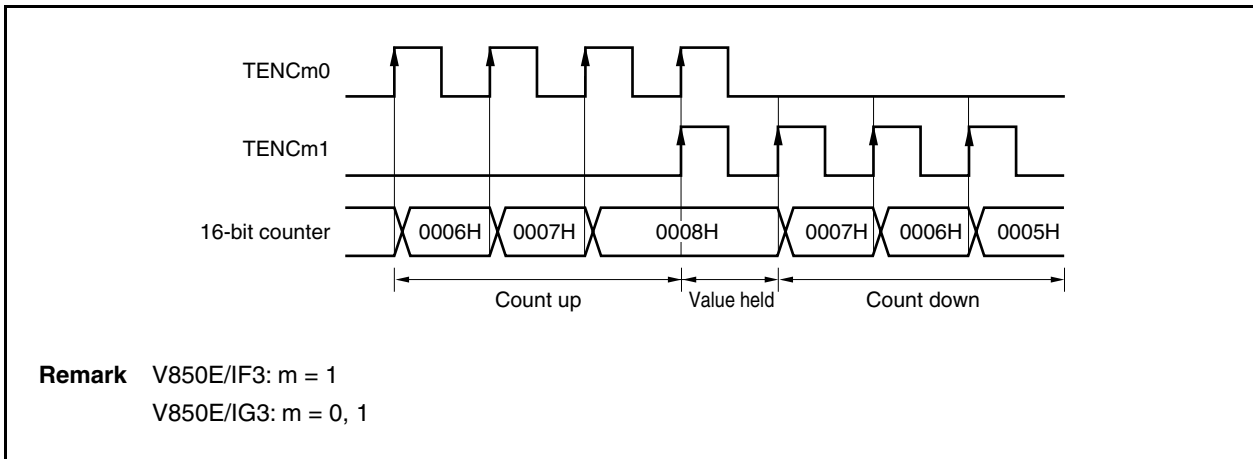 TENCm0
TENCm1
16-bit counter
0006H 0007H 0008H 0007H 0006H 0005H
Count up Value held Count down
Remark V850E/IF3: m = 1
V850E/IG3: m = 0, 1